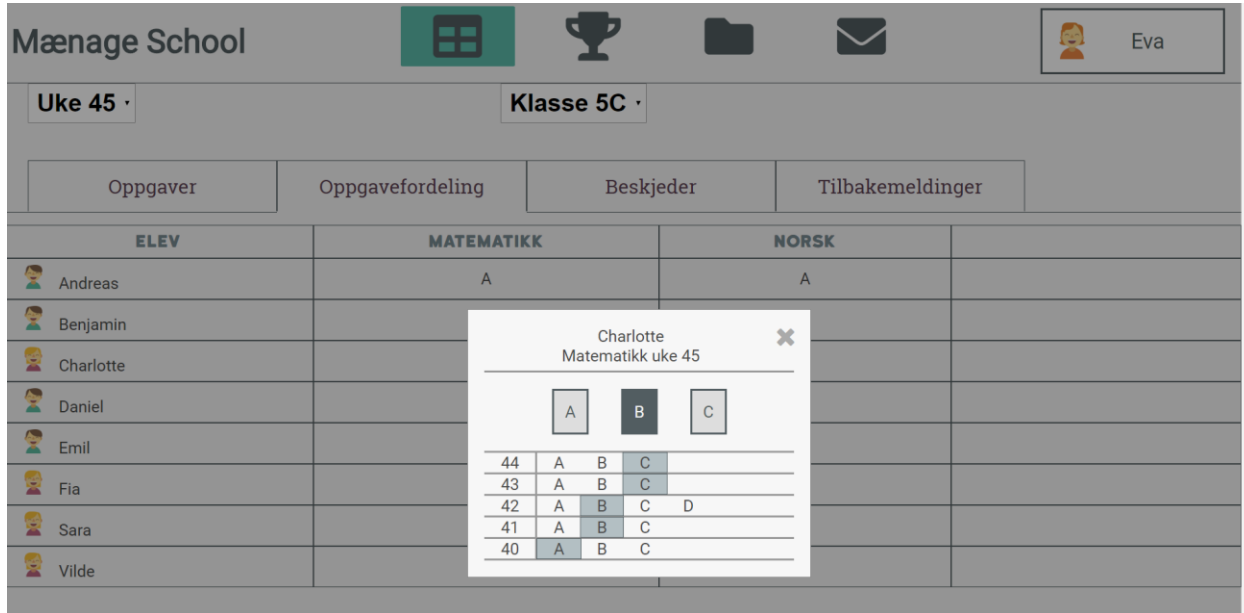 Mænage School
Eva
Uke 45
Klasse 5C
Oppgaver Oppgavefordeling Beskjeder Tilbakemeldinger
ELEV MATEMATIKK NORSK
Andreas A A
Benjamin
Charlotte
Daniel
Emil
Fia
Sara
Vilde
Charlotte
Matematikk uke 45
A B C
44 A B C
43 A B C
42 A B C D
41 A B C
40 A B C